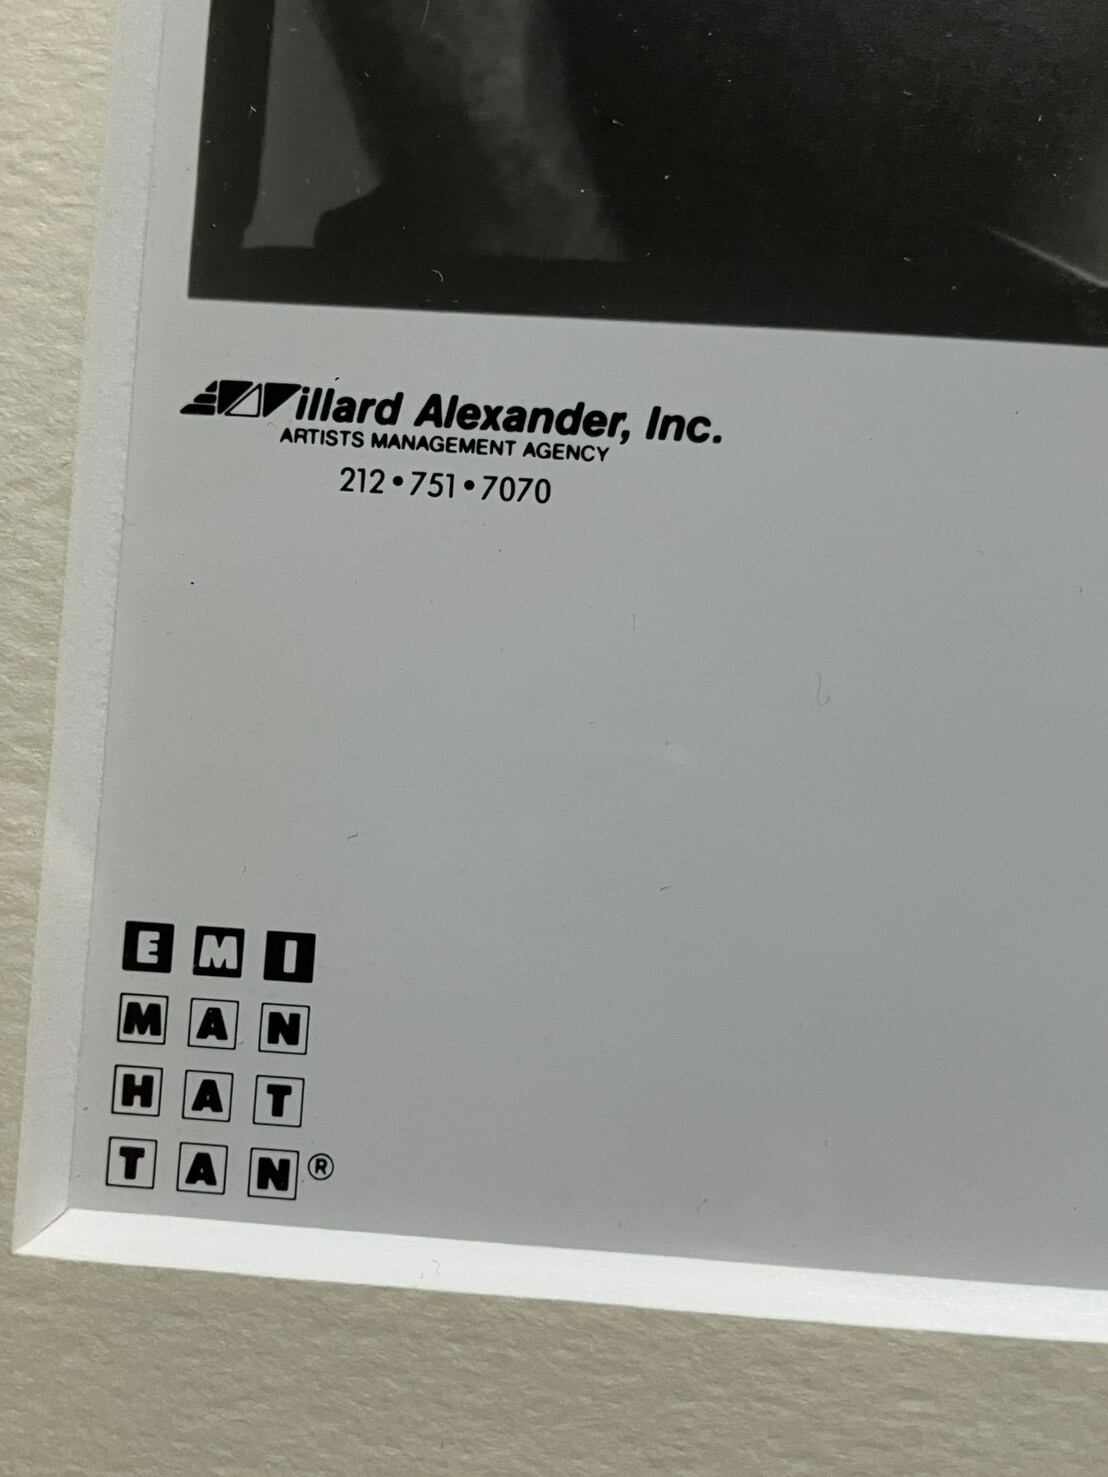 Willard Alexander, Inc.
ARTISTS MANAGEMENT AGENCY
212•751•7070
EMI
MAN
HAT
TAN®